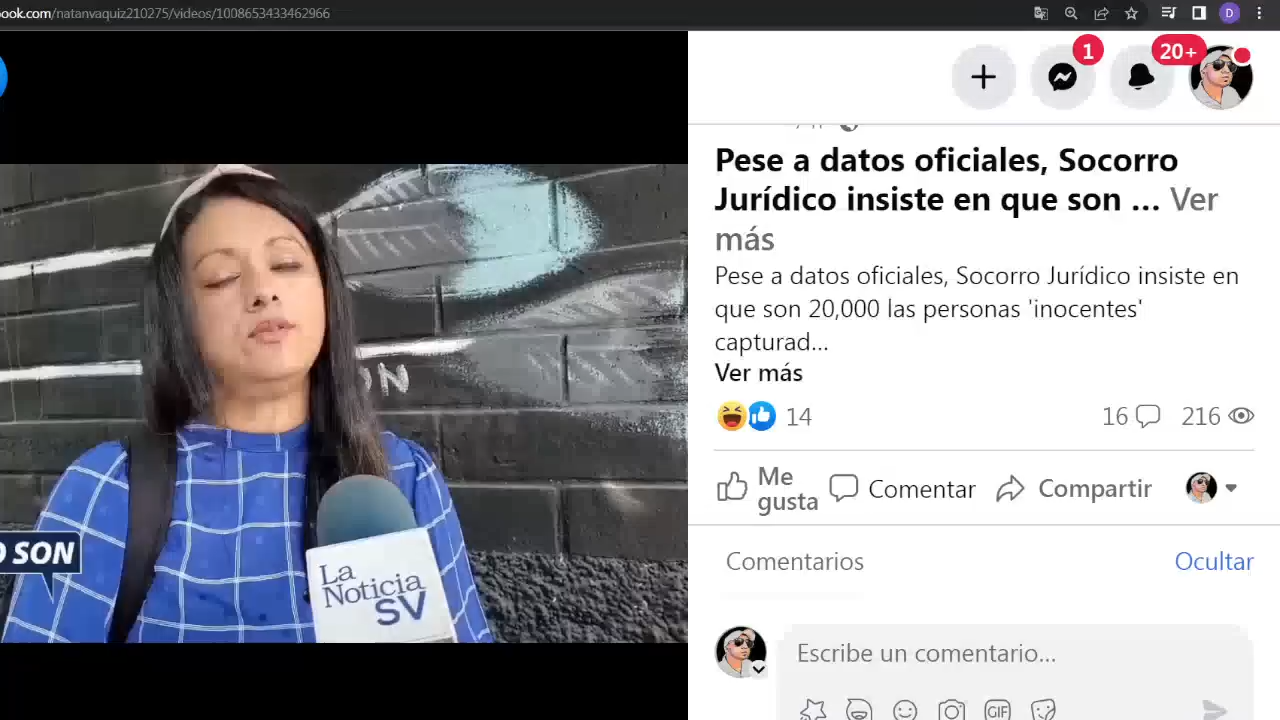 book.com/natanvaquiz210275/videos/1008653433462966
D
1
20+
Pese a datos oficiales, Socorro
Jurídico insiste en que son ... Ver
más
Pese a datos oficiales, Socorro Jurídico insiste en
que son 20,000 las personas 'inocentes'
capturad...
Ver más
14
16
216
Me
gusta
Comentar
Compartir
Comentarios
Ocultar
Escribe un comentario...
GIF
ON
O SON
La
Noticia
SV